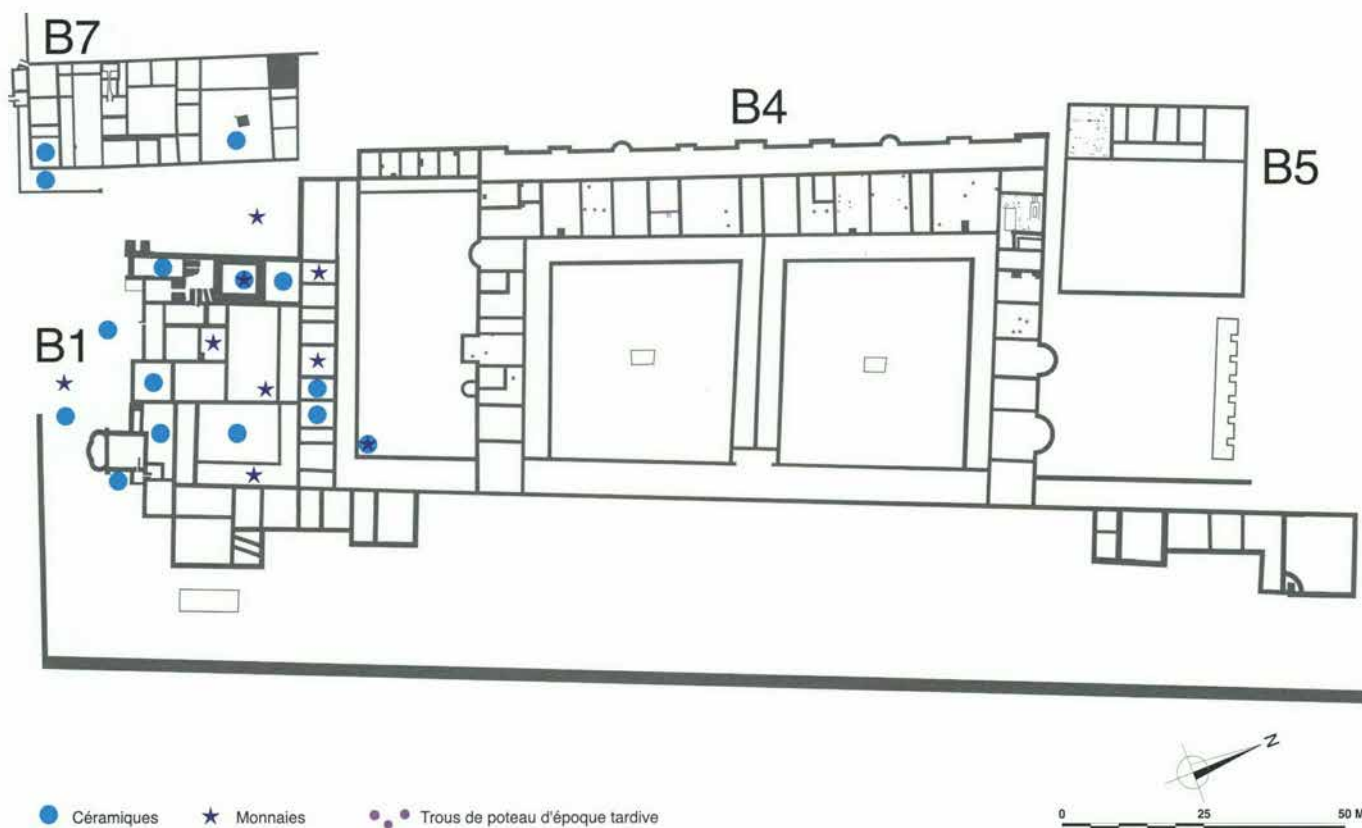 B7
B4
B5
B1
N
Céramiques
Monnaies
Trous de poteau d'époque tardive
0 25 50 M